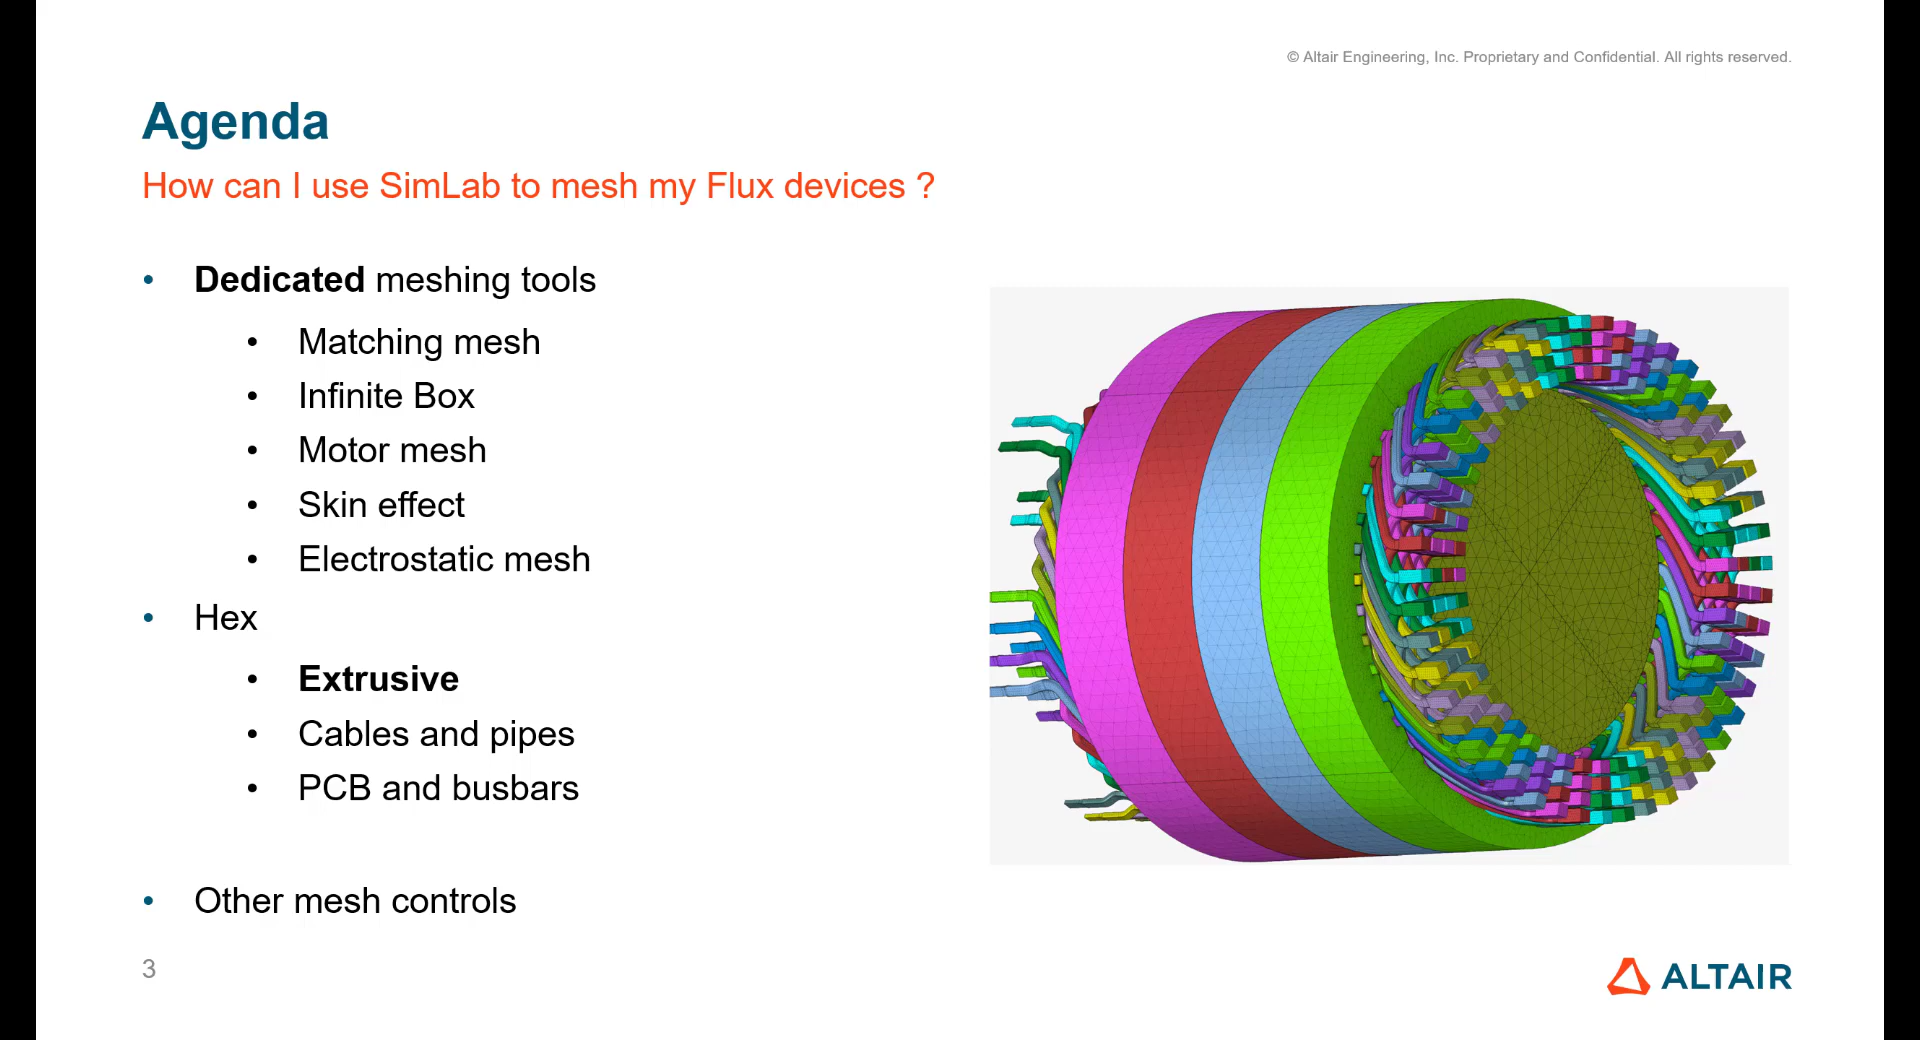 © Altair Engineering, Inc. Proprietary and Confidential. All rights reserved.
Agenda
How can I use SimLab to mesh my Flux devices ?
• Dedicated meshing tools
• Matching mesh
• Infinite Box
• Motor mesh
• Skin effect
• Electrostatic mesh
• Hex
• Extrusive
• Cables and pipes
• PCB and busbars
• Other mesh controls
3
ALTAIR